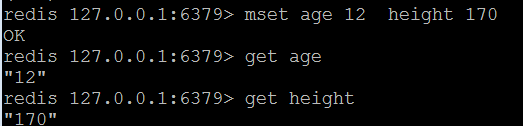 redis 127.0.0.1:6379> mset age 12  height 170
OK
redis 127.0.0.1:6379> get age
"12"
redis 127.0.0.1:6379> get height
"170"